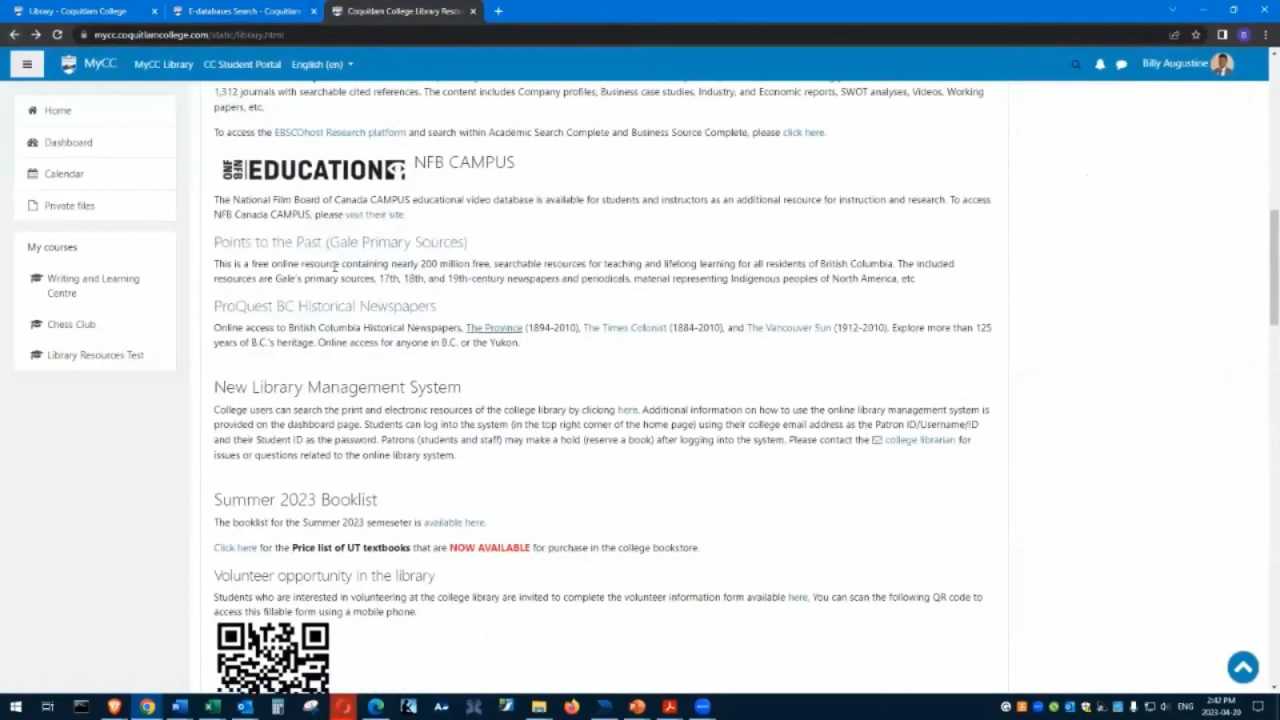 Library - Coquitlam College
E-databases Search - Coquitlam
Coquitlam College Library Reso
mycc.coquitlamcollege.com/static/library.html
MyCC
MyCC Library
CC Student Portal
English (en)
Billy Augustine
Home
Dashboard
Calendar
Private files
My courses
Writing and Learning
Centre
Chess Club
Library Resources Test
1,312 journals with searchable cited references. The content includes Company profiles, Business case studies, Industry, and Economic reports, SWOT analyses, Videos, Working
papers, etc.
To access the EBSCOhost Research platform and search within Academic Search Complete and Business Source Complete, please click here.
ONF NFB EDUCATION NFB CAMPUS
The National Film Board of Canada CAMPUS educational video database is available for students and instructors as an additional resource for instruction and research. To access
NFB Canada CAMPUS, please visit their site.
Points to the Past (Gale Primary Sources)
This is a free online resource containing nearly 200 million free, searchable resources for teaching and lifelong learning for all residents of British Columbia. The included
resources are Gale's primary sources, 17th, 18th, and 19th-century newspapers and periodicals, material representing Indigenous peoples of North America, etc
ProQuest BC Historical Newspapers
Online access to British Columbia Historical Newspapers, The Province (1894-2010), The Times Colonist (1884-2010), and The Vancouver Sun (1912-2010). Explore more than 125
years of B.C.'s heritage. Online access for anyone in B.C. or the Yukon.
New Library Management System
College users can search the print and electronic resources of the college library by clicking here. Additional information on how to use the online library management system is
provided on the dashboard page. Students can log into the system (in the top right corner of the home page) using their college email address as the Patron ID/Username/ID
and their Student ID as the password. Patrons (students and staff) may make a hold (reserve a book) after logging into the system. Please contact the college librarian for
issues or questions related to the online library system.
Summer 2023 Booklist
The booklist for the Summer 2023 semeseter is available here.
Click here for the Price list of UT textbooks that are NOW AVAILABLE for purchase in the college bookstore.
Volunteer opportunity in the library
Students who are interested in volunteering at the college library are invited to complete the volunteer information form available here. You can scan the following QR code to
access this fillable form using a mobile phone.
ENG
2:42 PM
2023-04-20